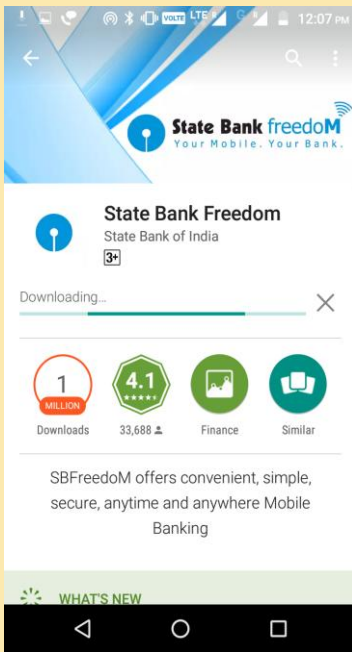 VOLTE LTE G 12:07 PM
State Bank freedoM
Your Mobile. Your Bank.
State Bank Freedom
State Bank of India
3+
Downloading...
1
MILLION
4.1
Downloads
33,688
Finance
Similar
SBFreedoM offers convenient, simple,
secure, anytime and anywhere Mobile
Banking
WHAT'S NEW